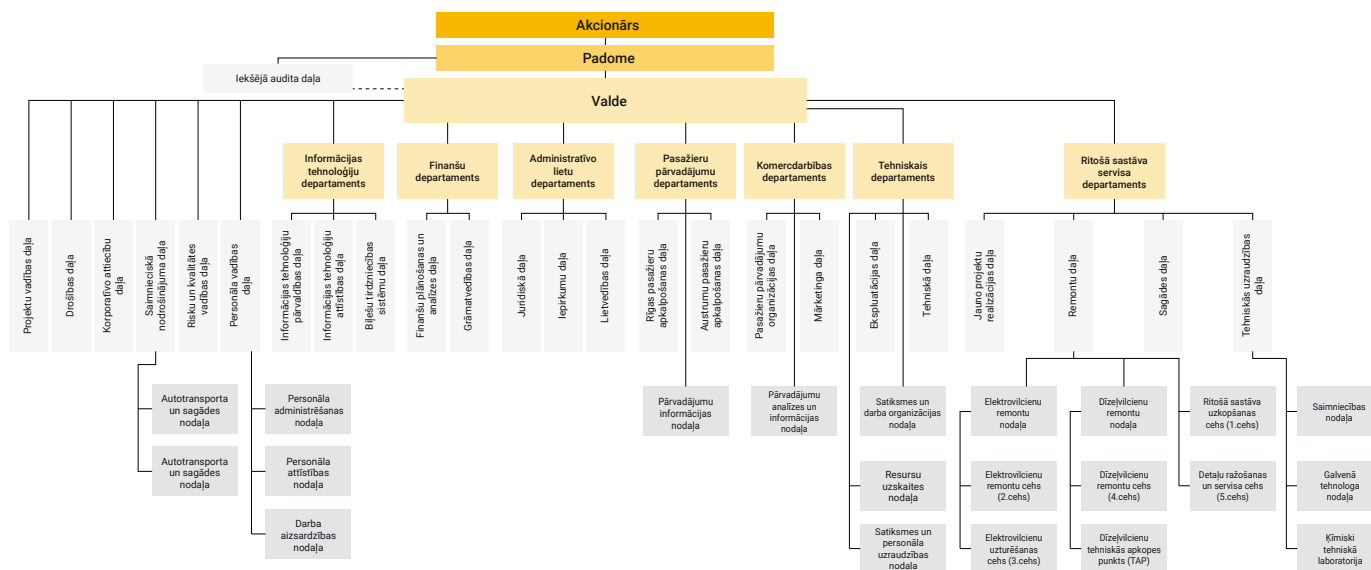 Akcionārs
Padome
Iekšējā audita daļa
Valde
Informācijas
tehnoloģiju
departaments
Finanšu
departaments
Administratīvo
lietu
departaments
Pasažieru
pārvadājumu
departaments
Komercdarbības
departaments
Tehniskais
departaments
Ritošā sastāva
servisa
departaments
Projektu vadības daļa
Drošības daļa
Korporatīvo attiecību
daļa
Saimnieciskā
nodrošinājuma daļa
Risku un kvalitātes
vadības daļa
Personāla vadības
daļa
Informācijas tehnoloģiju
pārvaldības daļa
Informācijas tehnoloģiju
attīstības daļa
Biļešu tirdzniecības
sistēmu daļa
Finanšu plānošanas un
analīzes daļa
Grāmatvedības daļa
Juridiskā daļa
Iepirkumu daļa
Lietvedības daļa
Rīgas pasažieru
apkalpošanas daļa
Austrumu pasažieru
apkalpošanas daļa
Pasažieru pārvadājumu
organizācijas daļa
Mārketinga daļa
Ekspluatācijas daļa
Tehniskā daļa
Jauno projektu
realizācijas daļa
Remontu daļa
Sagādes daļa
Tehniskās uzraudzības
daļa
Autotransporta
un sagādes
nodaļa
Personāla
administrēšanas
nodaļa
Pārvadājumu
informācijas
nodaļa
Pārvadājumu
analīzes un
informācijas
nodaļa
Satiksmes un
darba organizācijas
nodaļa
Elektrovilcienu
remontu
nodaļa
Dīzeļvilcienu
remontu
nodaļa
Ritošā sastāva
uzkopšanas
cehs (1.cehs)
Saimniecības
nodaļa
Autotransporta
un sagādes
nodaļa
Personāla
attīstības
nodaļa
Resursu
uzskaites
nodaļa
Elektrovilcienu
remontu cehs
(2.cehs)
Dīzeļvilcienu
remontu cehs
(4.cehs)
Detaļu ražošanas
un servisa cehs
(5.cehs)
Galvenā
tehnologa
nodaļa
Darba
aizsardzības
nodaļa
Satiksmes un
personāla
uzraudzības
nodaļa
Elektrovilcienu
uzturēšanas
cehs (3.cehs)
Dīzeļvilcienu
tehniskās apkopes
punkts (TAP)
Ķīmiski
tehniskā
laboratorija